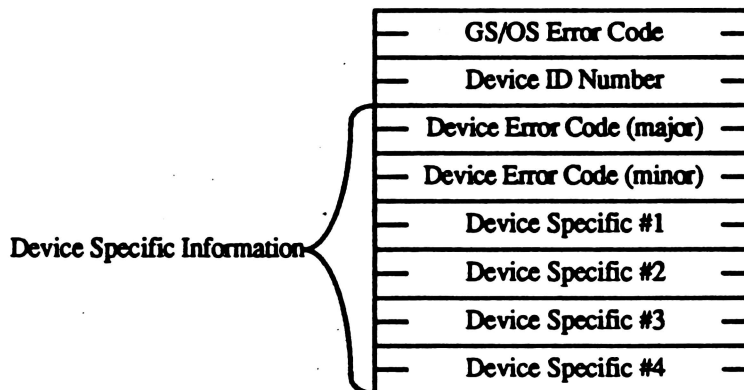 GS/OS Error Code
Device ID Number
Device Error Code (major)
Device Error Code (minor)
Device Specific #1
Device Specific Information
Device Specific #2
Device Specific #3
Device Specific #4